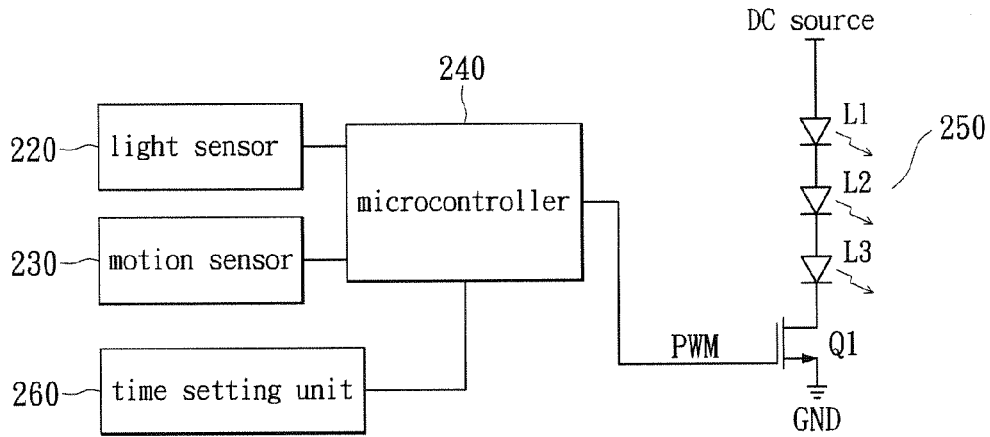 DC source
240
220
light sensor
L1
250
microcontroller
L2
230
motion sensor
L3
PWM
Q1
260
time setting unit
GND